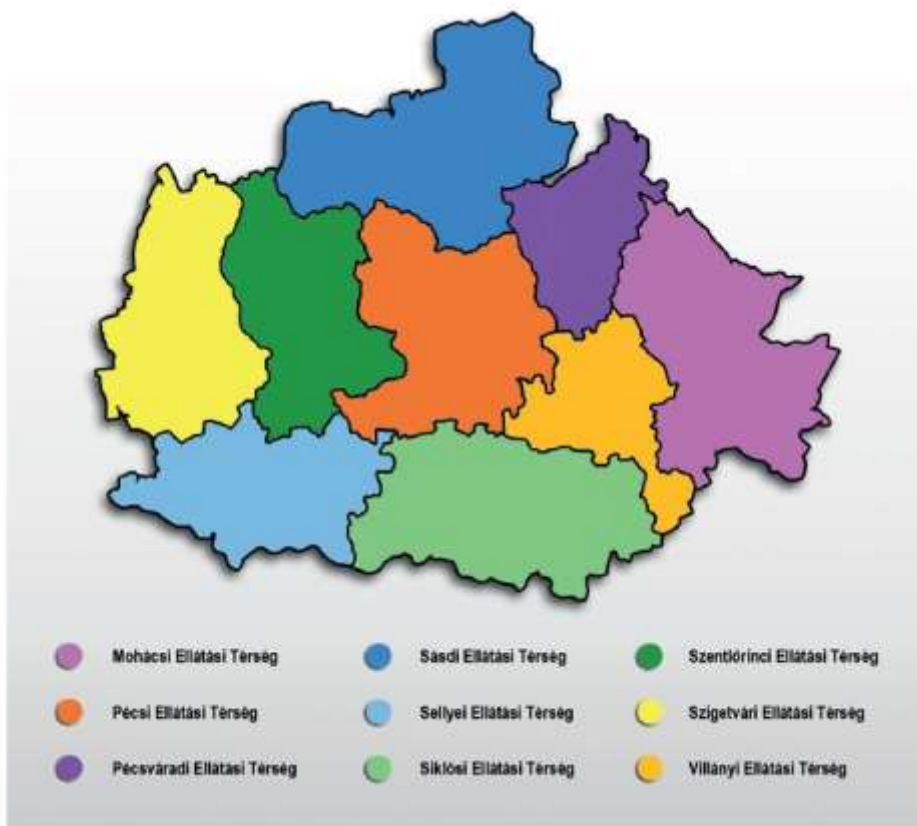 Mohácsi Ellátási Térség
Sásdi Ellátási Térség
Szentlőrinci Ellátási Térség
Pécsi Ellátási Térség
Sellyei Ellátási Térség
Szigetvári Ellátási Térség
Pécsváradi Ellátási Térség
Siklósi Ellátási Térség
Villányi Ellátási Térség